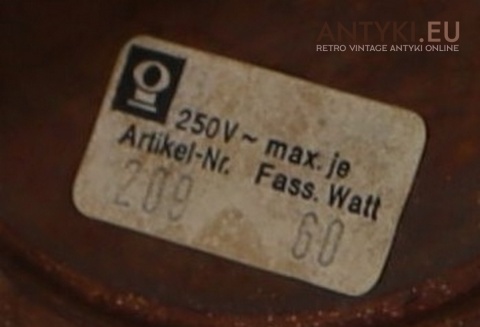 ANTYKI.EU
RETRO VINTAGE ANTYKI ONLINE
250V~ max. je
Artikel-Nr. Fass. Watt
209 60